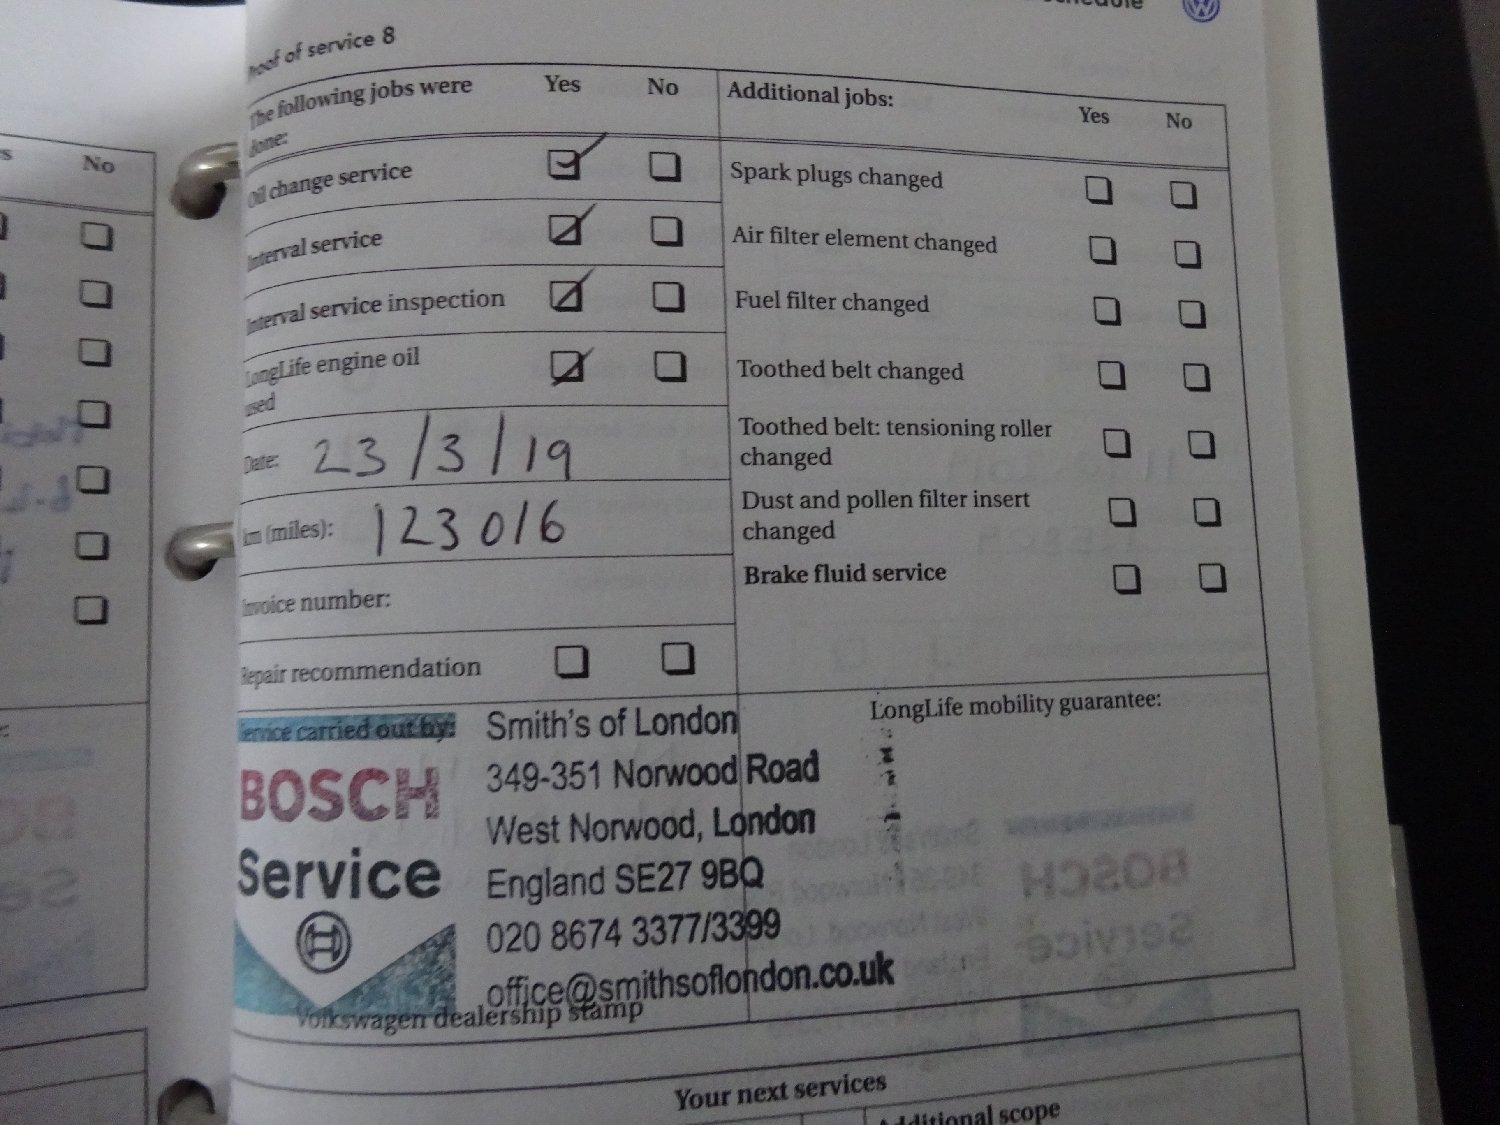 Proof of service 8
The following jobs were done: Yes No
Oil change service
Interval service
Interval service inspection
LongLife engine oil used
Date: 23/3/19
km (miles): 123016
Invoice number:
Repair recommendation
Additional jobs: Yes No
Spark plugs changed
Air filter element changed
Fuel filter changed
Toothed belt changed
Toothed belt: tensioning roller
changed
Dust and pollen filter insert
changed
Brake fluid service
Service carried out by:
BOSCH
Service
Smith's of London
349-351 Norwood Road
West Norwood, London
England SE27 9BQ
020 8674 3377/3399
office@smithsoflondon.co.uk
Volkswagen dealership stamp
LongLife mobility guarantee:
Your next services
Additional scope
No